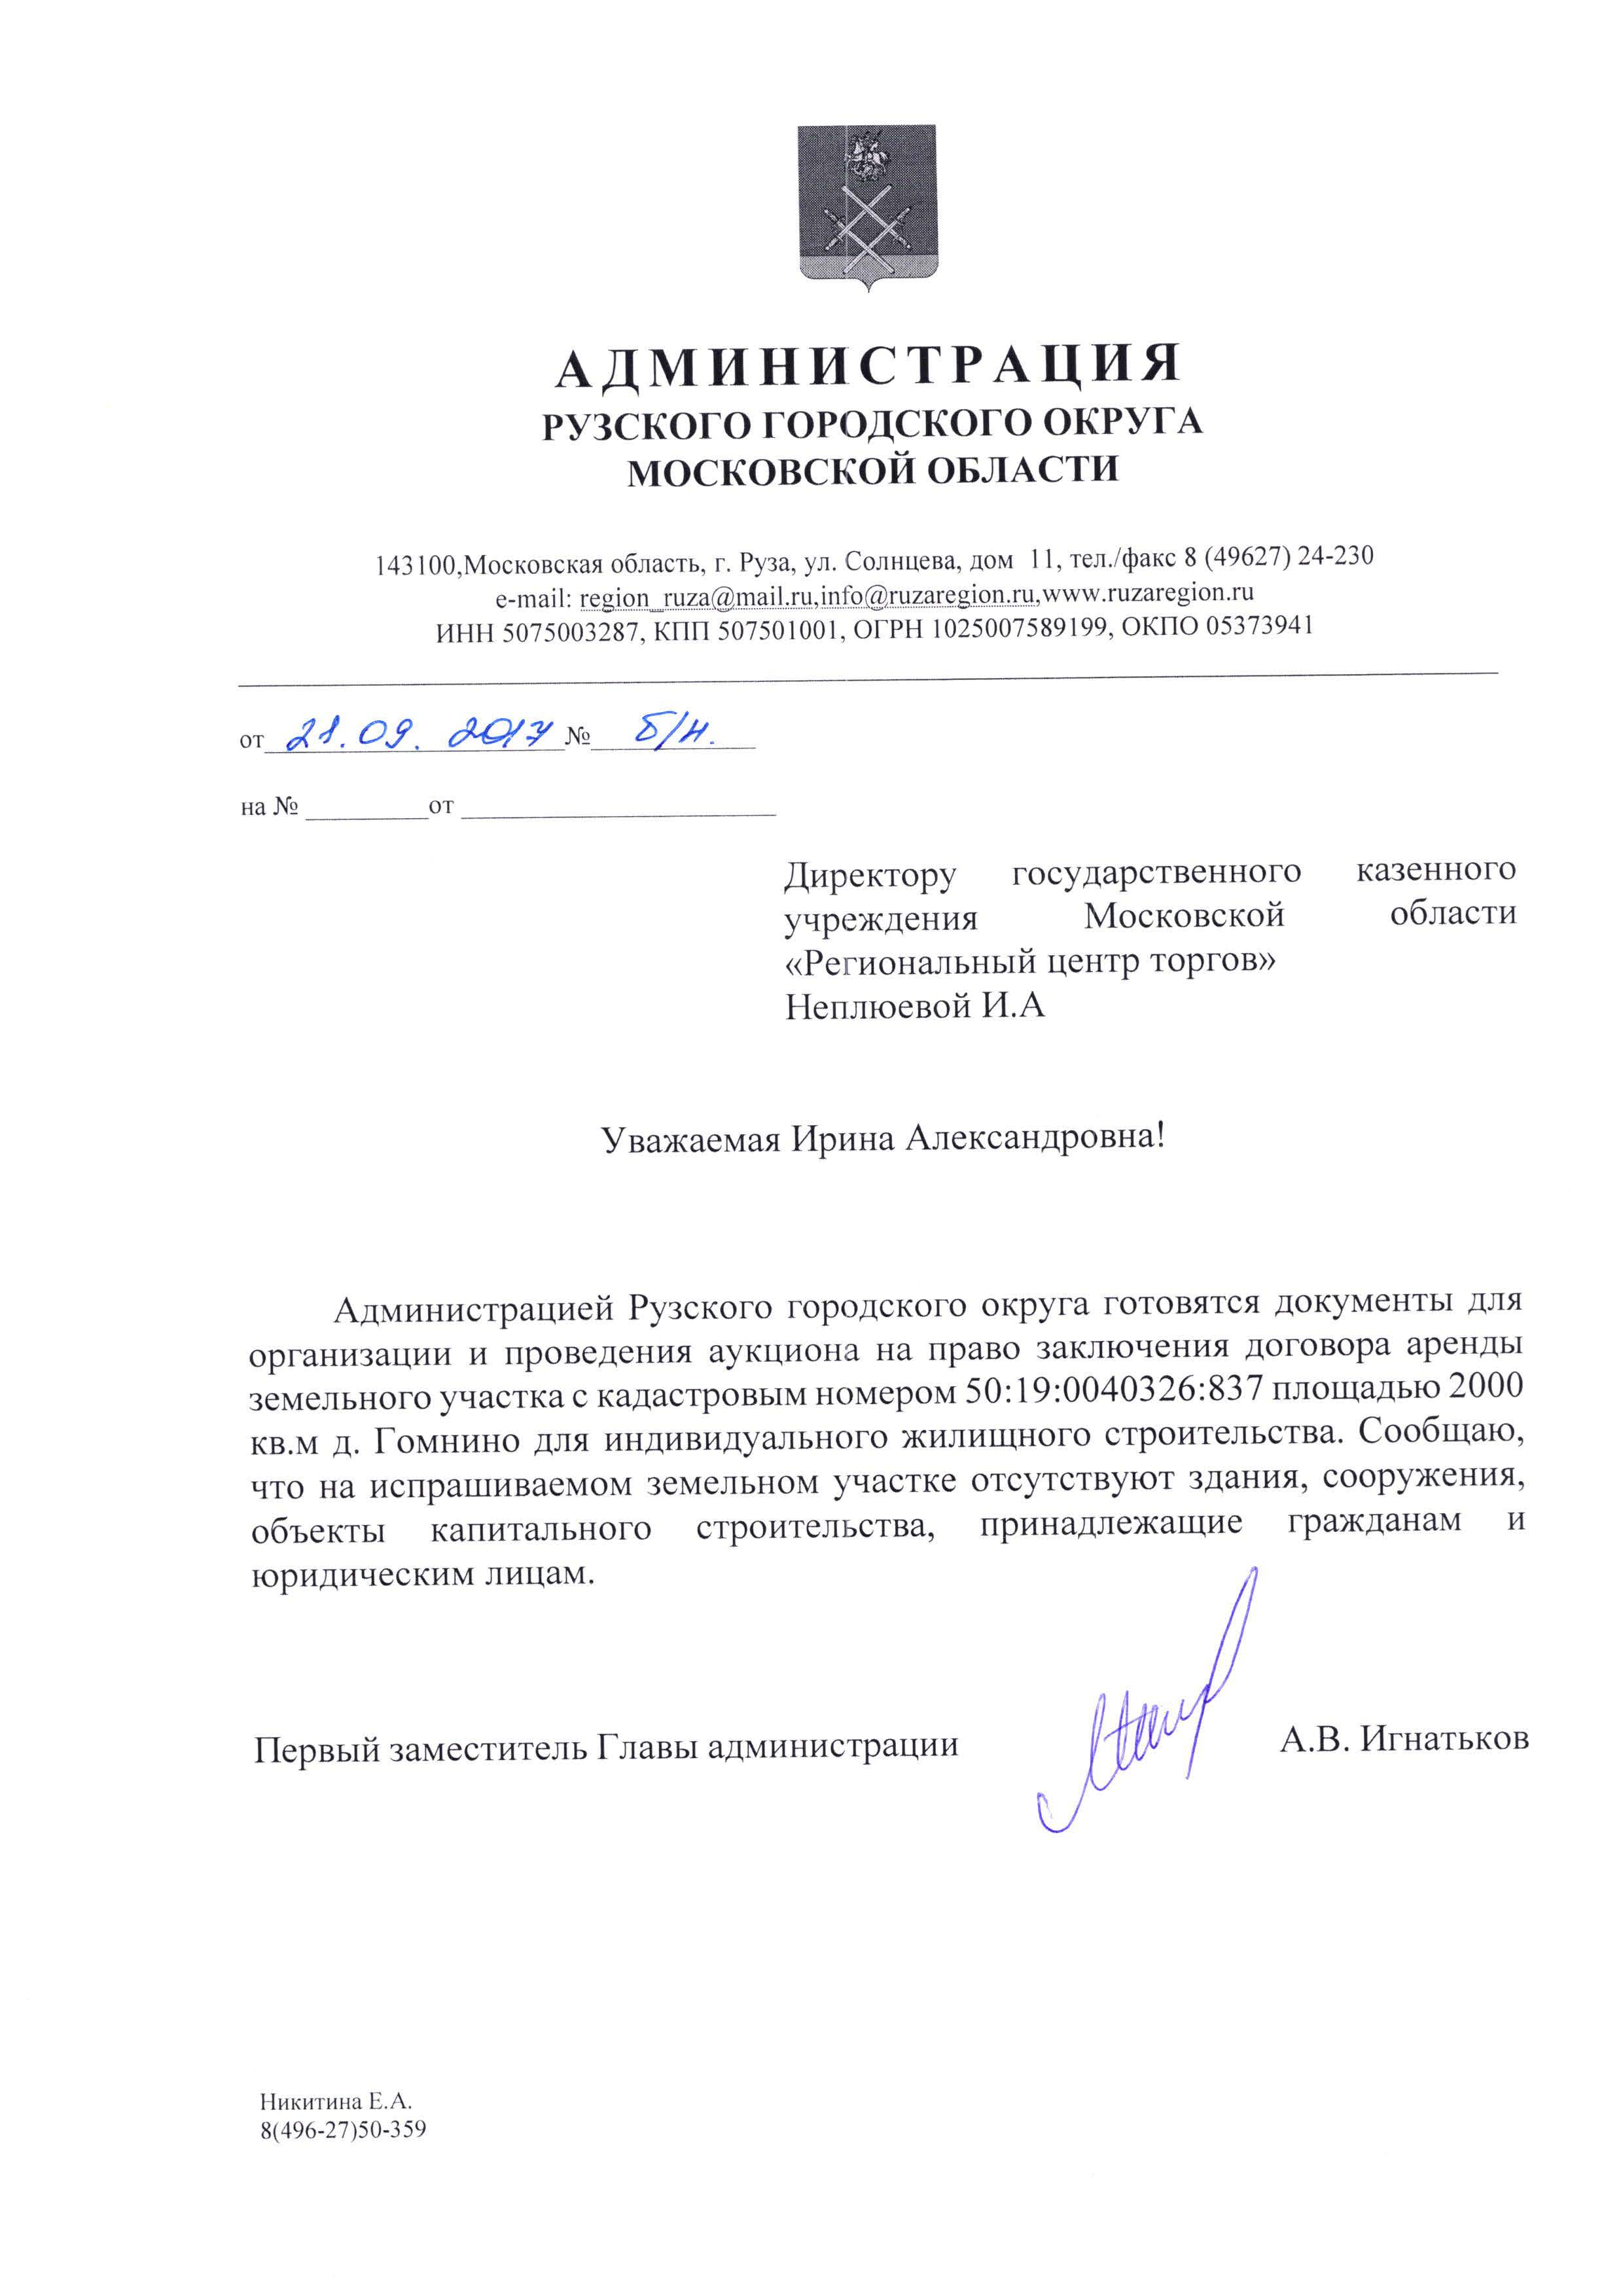 АДМИНИСТРАЦИЯ
РУЗСКОГО ГОРОДСКОГО ОКРУГА
МОСКОВСКОЙ ОБЛАСТИ
143100,Московская область, г. Руза, ул. Солнцева, дом 11, тел./факс 8 (49627) 24-230
e-mail: region_ruza@mail.ru,info@ruzaregion.ru,www.ruzaregion.ru
ИНН 5075003287, КПП 507501001, ОГРН 1025007589199, ОКПО 05373941
от 21.09. 2017 № б/н.
на № __________от __________________________
Директору государственного казенного
учреждения Московской области
«Региональный центр торгов»
Неплюевой И.А
Уважаемая Ирина Александровна!
Администрацией Рузского городского округа готовятся документы для
организации и проведения аукциона на право заключения договора аренды
земельного участка с кадастровым номером 50:19:0040326:837 площадью 2000
кв.м д. Гомнино для индивидуального жилищного строительства. Сообщаю,
что на испрашиваемом земельном участке отсутствуют здания, сооружения,
объекты капитального строительства, принадлежащие гражданам и
юридическим лицам.
Первый заместитель Главы администрации А.В. Игнатьков
Никитина Е.А.
8(496-27)50-359